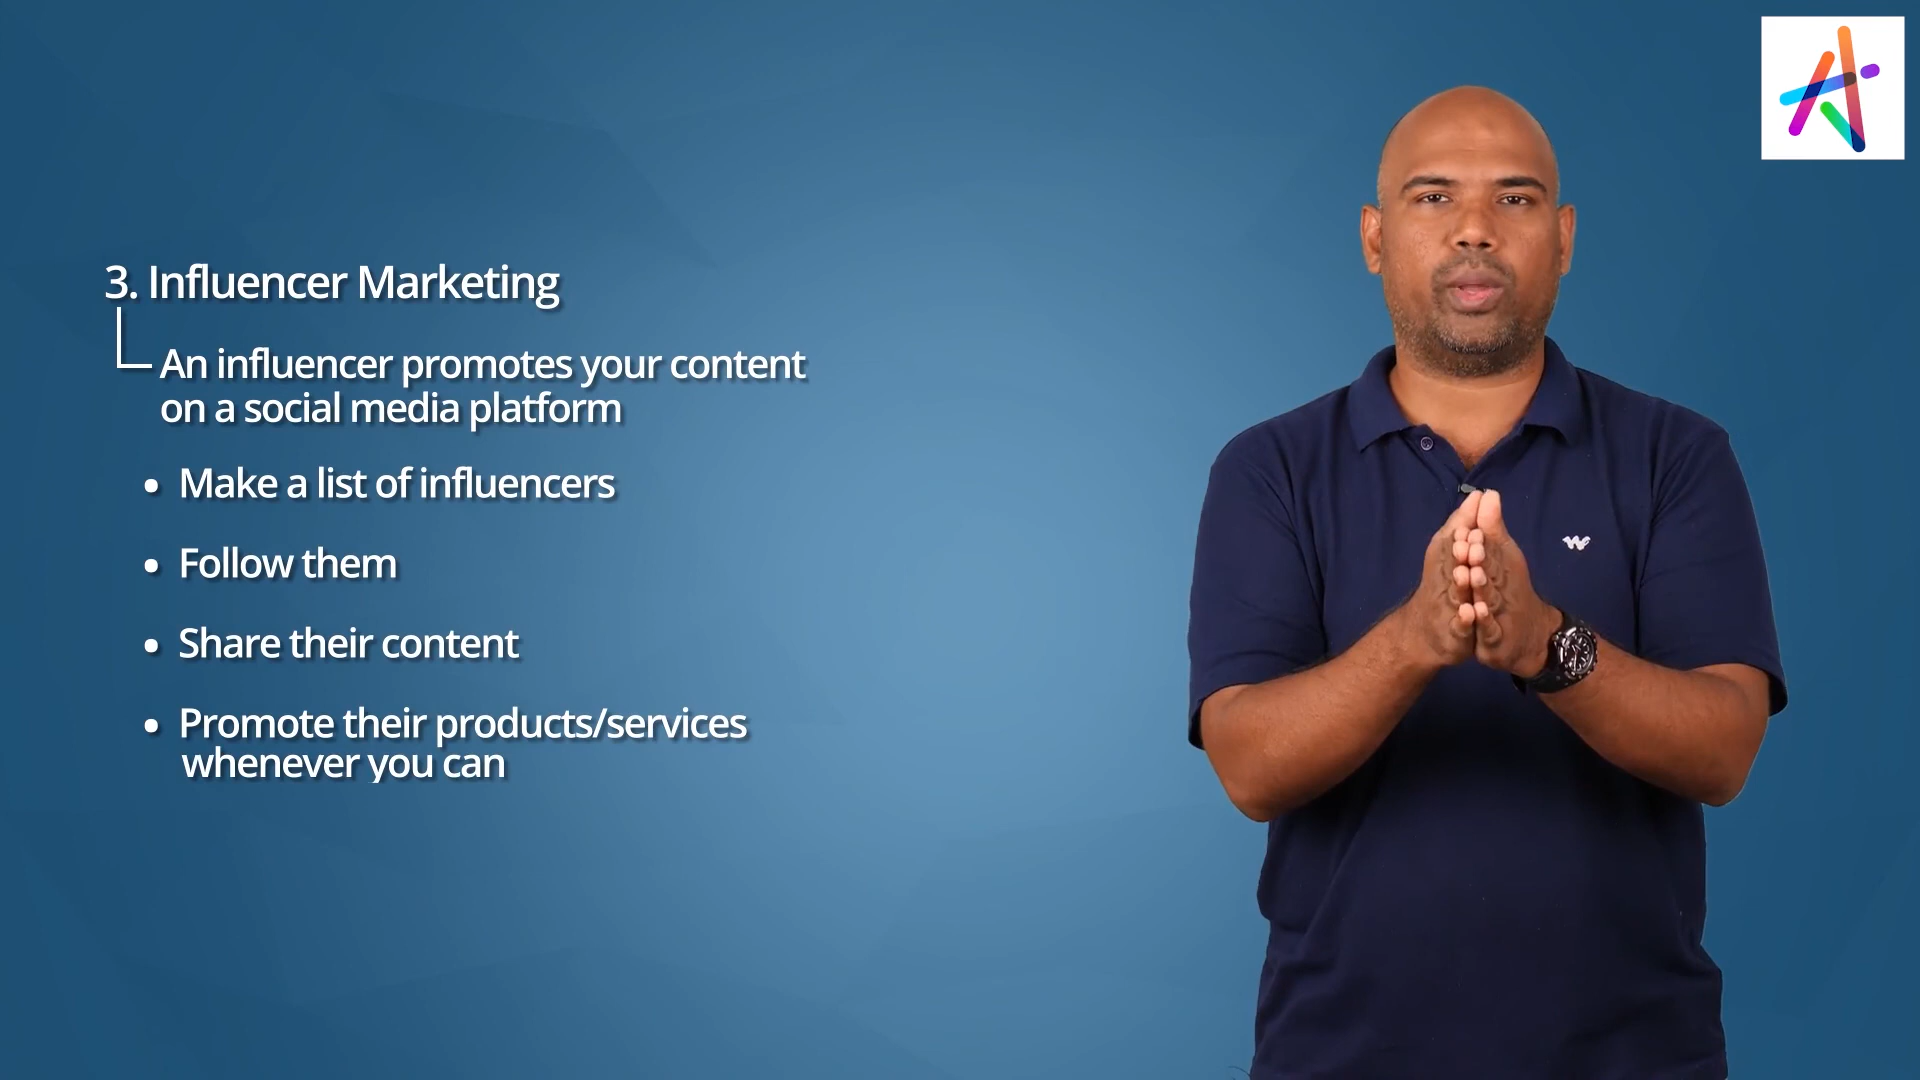 3. Influencer Marketing
An influencer promotes your content
on a social media platform
• Make a list of influencers
• Follow them
• Share their content
• Promote their products/services
whenever you can